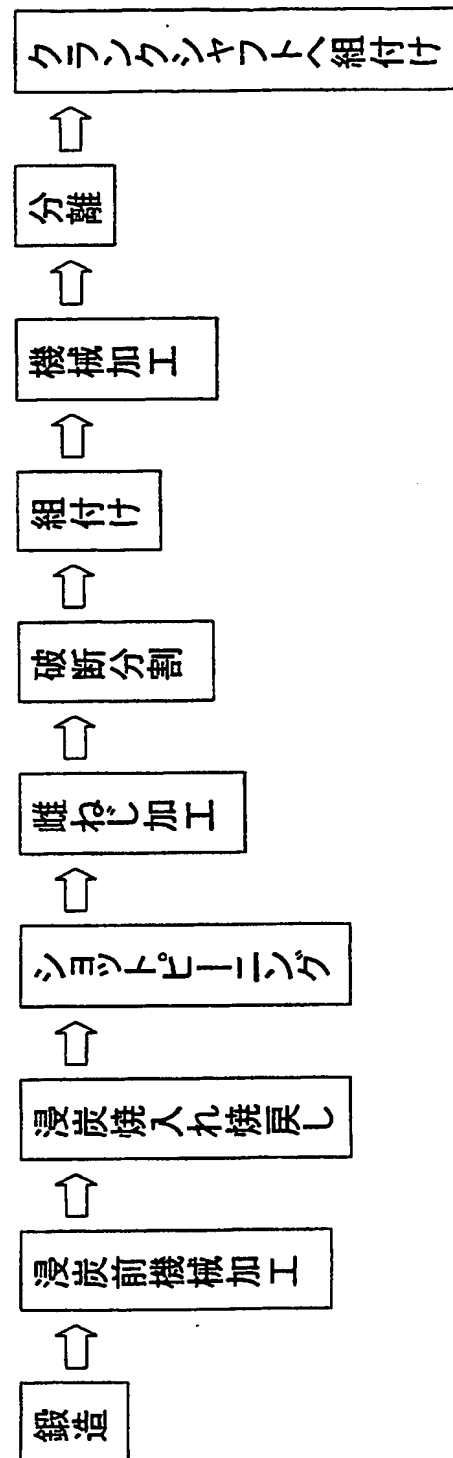 鍛造
浸炭前機械加工
浸炭焼入れ焼戻し
ショットピーニング
雌ねじ加工
破断分割
組付け
機械加工
分離
クランクシャフトへ組付け